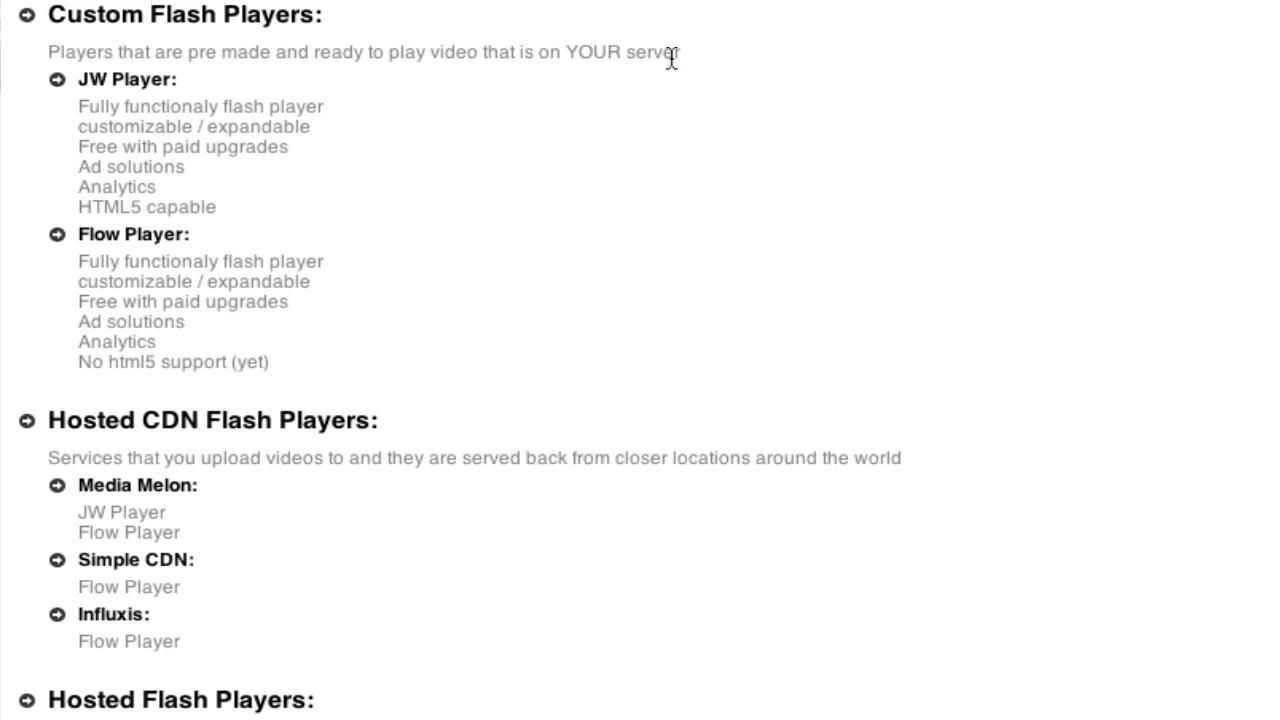 Custom Flash Players:
Players that are pre made and ready to play video that is on YOUR server
JW Player:
Fully functionaly flash player
customizable / expandable
Free with paid upgrades
Ad solutions
Analytics
HTML5 capable
Flow Player:
Fully functionaly flash player
customizable / expandable
Free with paid upgrades
Ad solutions
Analytics
No html5 support (yet)
Hosted CDN Flash Players:
Services that you upload videos to and they are served back from closer locations around the world
Media Melon:
JW Player
Flow Player
Simple CDN:
Flow Player
Influxis:
Flow Player
Hosted Flash Players: